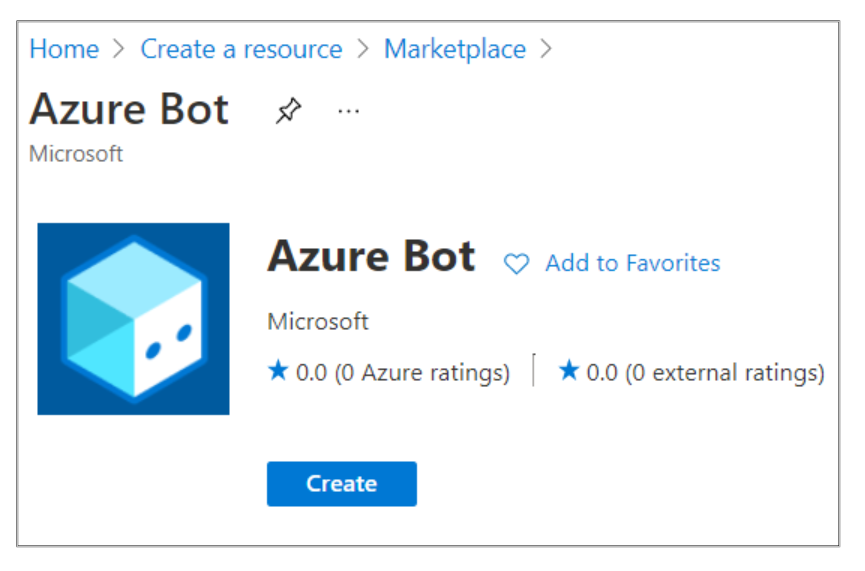 Home > Create a resource > Marketplace >
Azure Bot ...
Microsoft
Azure Bot Add to Favorites
Microsoft
★ 0.0 (0 Azure ratings) | ★ 0.0 (0 external ratings)
Create